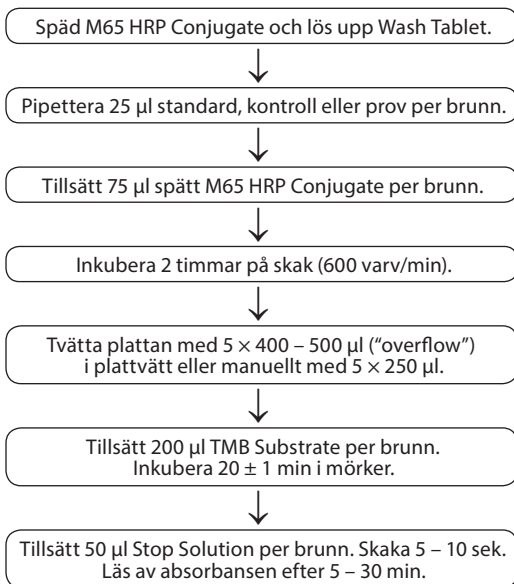 Späd M65 HRP Conjugate och lös upp Wash Tablet.
Pipettera 25 µl standard, kontroll eller prov per brunn.
Tillsätt 75 µl spätt M65 HRP Conjugate per brunn.
Inkubera 2 timmar på skak (600 varv/min).
Tvätta plattan med 5 × 400 – 500 µl (“overflow”)
i plattvätt eller manuellt med 5 × 250 µl.
Tillsätt 200 µl TMB Substrate per brunn.
Inkubera 20 ± 1 min i mörker.
Tillsätt 50 µl Stop Solution per brunn. Skaka 5 – 10 sek.
Läs av absorbansen efter 5 – 30 min.